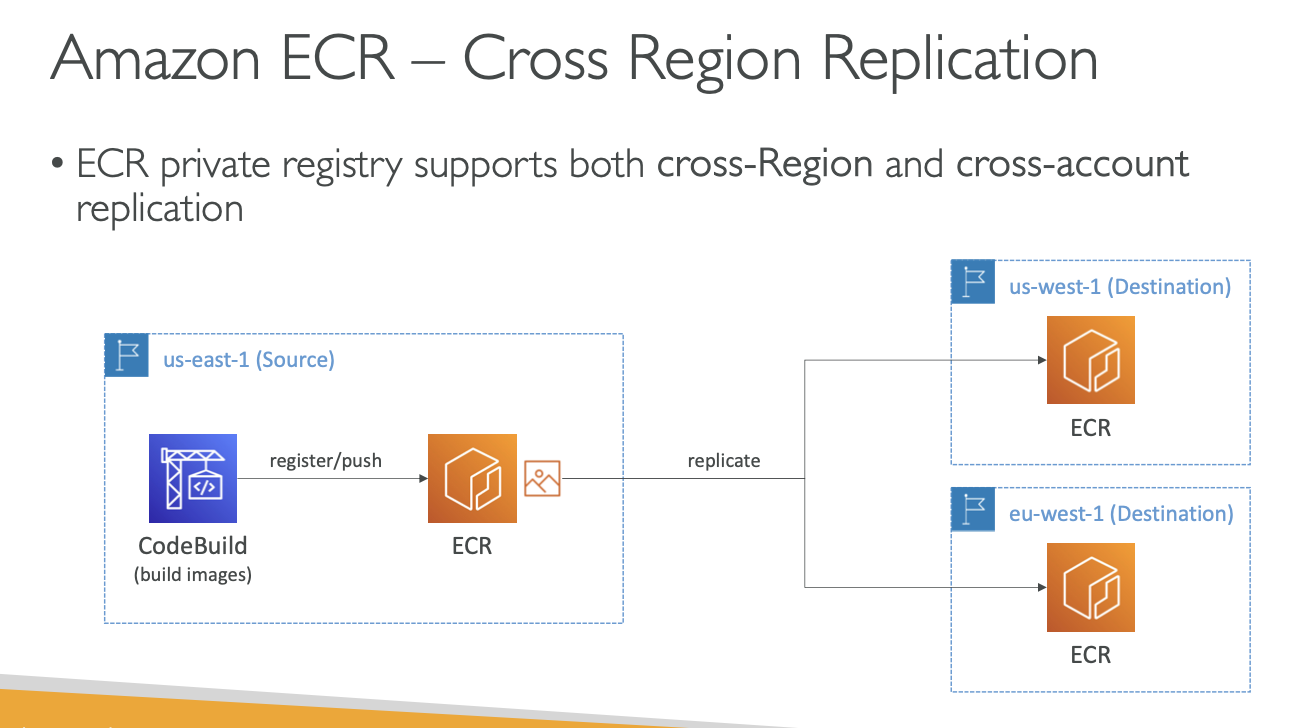 Amazon ECR – Cross Region Replication
• ECR private registry supports both cross-Region and cross-account
replication
us-west-1 (Destination)
ECR
us-east-1 (Source)
register/push
replicate
CodeBuild
(build images)
ECR
eu-west-1 (Destination)
ECR